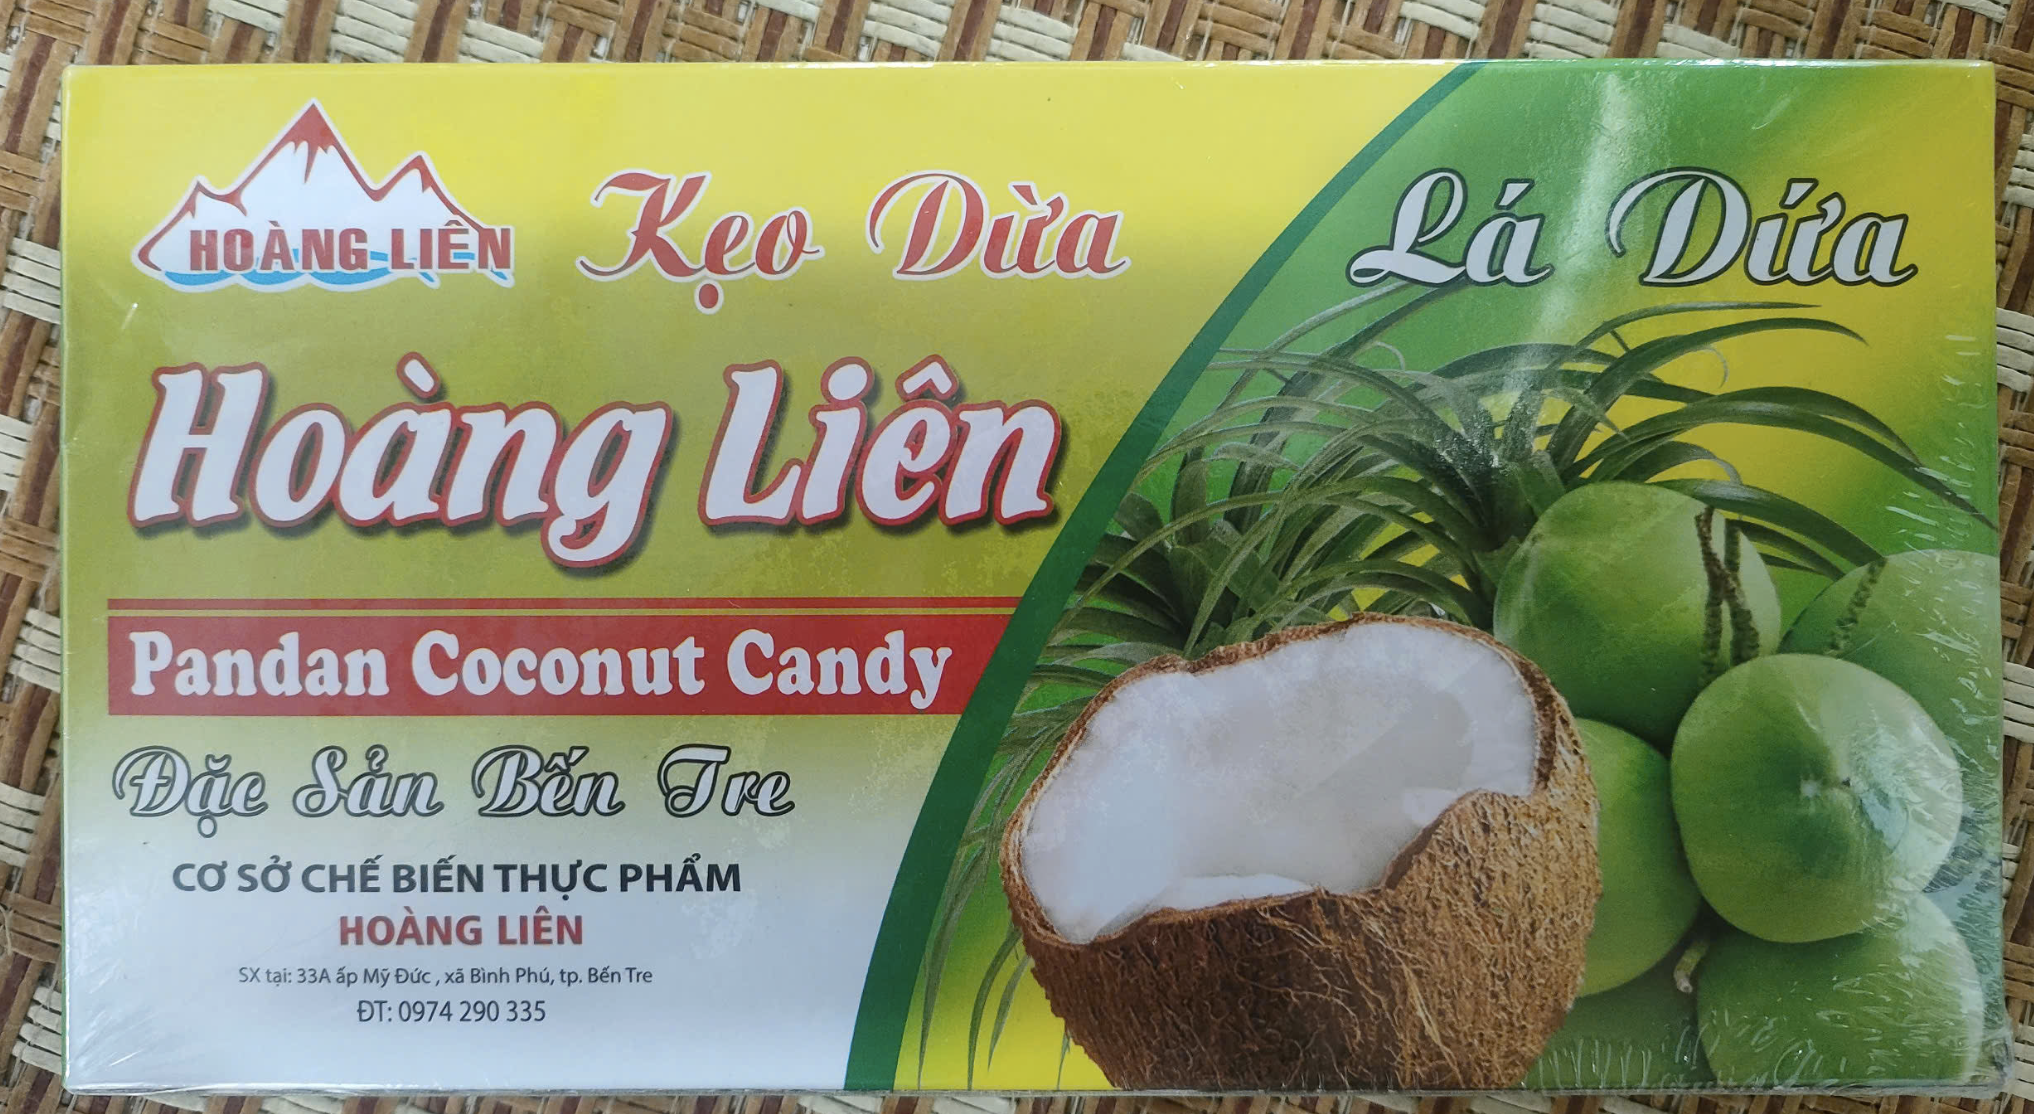 HOÀNG LIÊN
Kẹo Dừa
Lá Dứa
Hoàng Liên
Pandan Coconut Candy
Đặc Sản Bến Tre
CƠ SỞ CHẾ BIẾN THỰC PHẨM
HOÀNG LIÊN
SX tại: 33A ấp Mỹ Đức , xã Bình Phú, tp. Bến Tre
ĐT: 0974 290 335